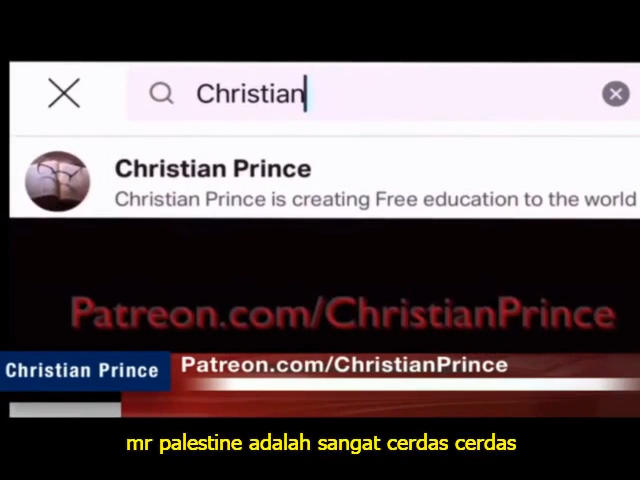 Christian
Christian Prince
Christian Prince is creating Free education to the world
Patreon.com/ChristianPrince
Christian Prince
Patreon.com/ChristianPrince
mr palestine adalah sangat cerdas cerdas